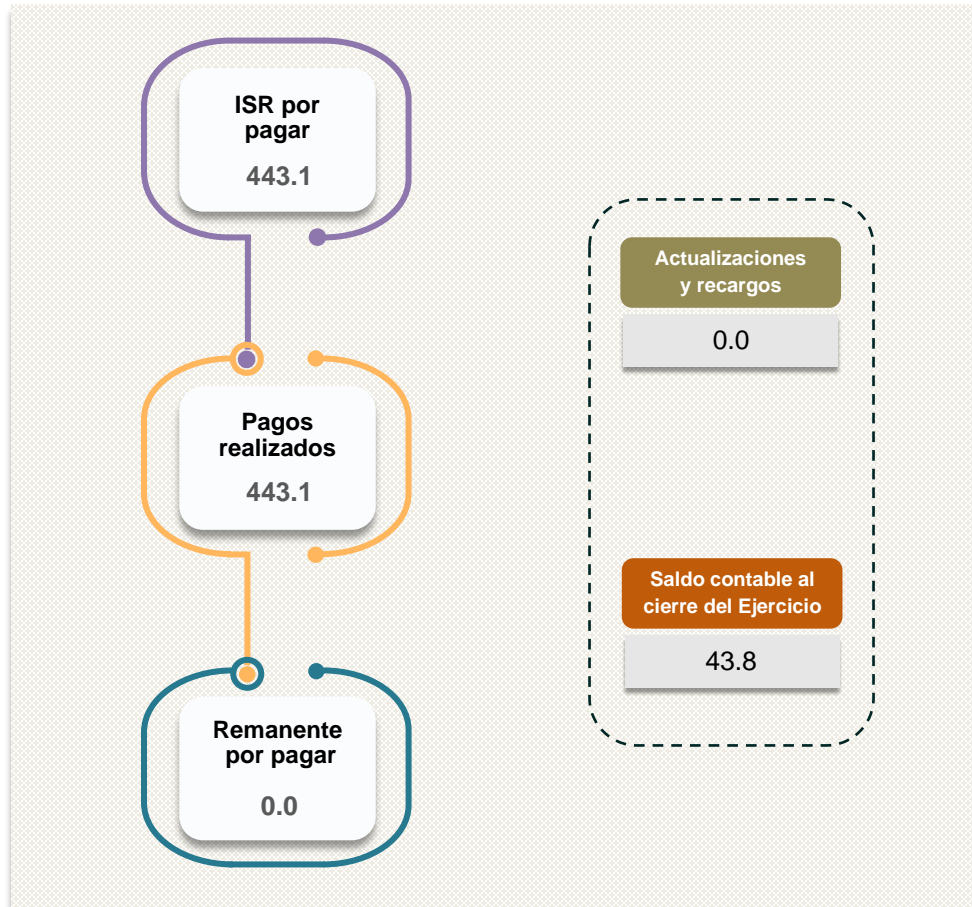 ISR por
pagar
443.1
Pagos
realizados
443.1
Remanente
por pagar
0.0
Actualizaciones
y recargos
0.0
Saldo contable al
cierre del Ejercicio
43.8